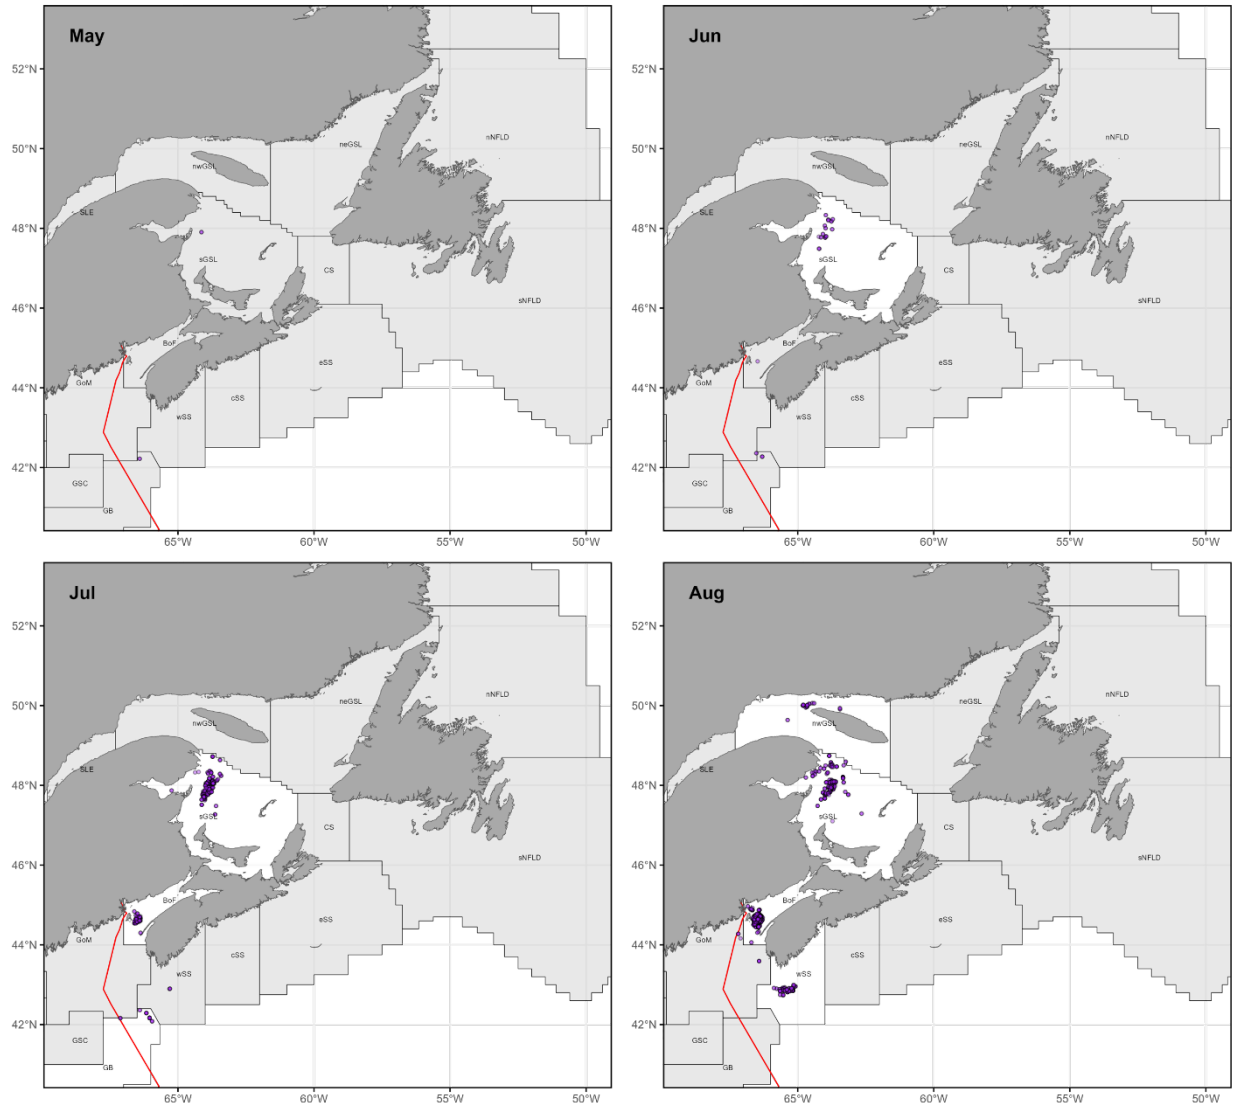 May
52°N
50°N
48°N
46°N
44°N
42°N
nNFLD
neGSL
nwGSL
SLE
sGSL
CS
sNFLD
BoF
eSS
GoM
cSS
wSS
GSC
GB
65°W 60°W 55°W 50°W
Jun
52°N
50°N
48°N
46°N
44°N
42°N
nNFLD
neGSL
nwGSL
SLE
sGSL
CS
sNFLD
BoF
eSS
GoM
cSS
wSS
GSC
GB
65°W 60°W 55°W 50°W
Jul
52°N
50°N
48°N
46°N
44°N
42°N
nNFLD
neGSL
nwGSL
SLE
sGSL
CS
sNFLD
BoF
eSS
GoM
cSS
wSS
GSC
GB
65°W 60°W 55°W 50°W
Aug
52°N
50°N
48°N
46°N
44°N
42°N
nNFLD
neGSL
nwGSL
SLE
sGSL
CS
sNFLD
BoF
eSS
GoM
cSS
wSS
GSC
GB
65°W 60°W 55°W 50°W